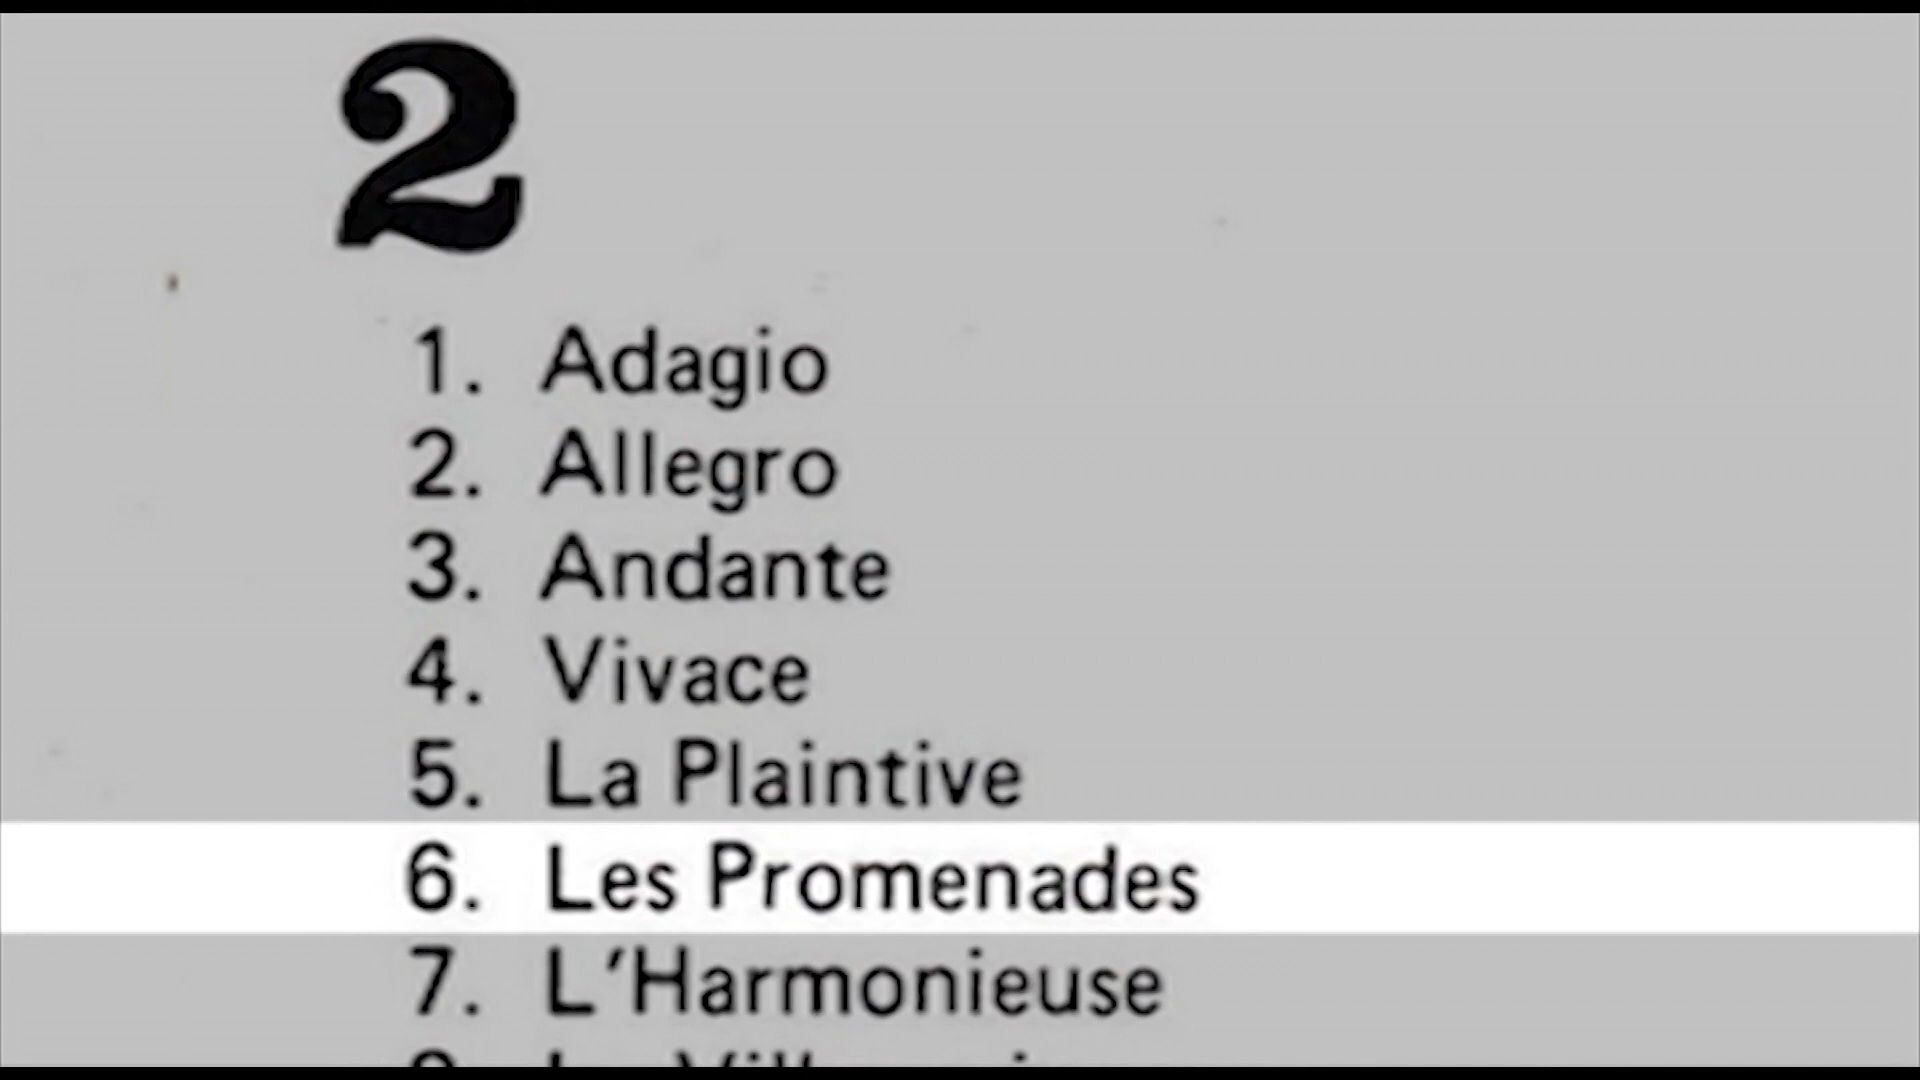 2
1. Adagio
2. Allegro
3. Andante
4. Vivace
5. La Plaintive
6. Les Promenades
7. L'Harmonieuse